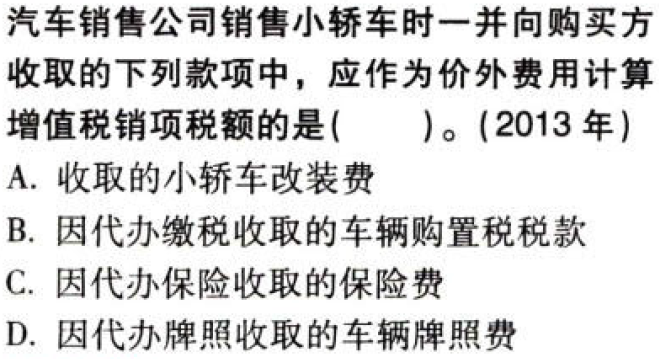 汽车销售公司销售小轿车时一并向购买方
收取的下列款项中，应作为价外费用计算
增值税销项税额的是(　　)。(2013 年)
A. 收取的小轿车改装费
B. 因代办缴税收取的车辆购置税税款
C. 因代办保险收取的保险费
D. 因代办牌照收取的车辆牌照费